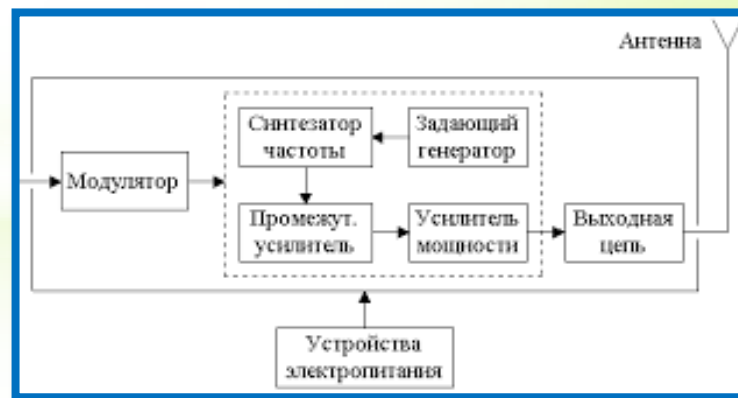 Антенна
Синтезатор
частоты
Задающий
генератор
Модулятор
Промежут.
усилитель
Усилитель
мощности
Выходная
цепь
Устройства
электропитания